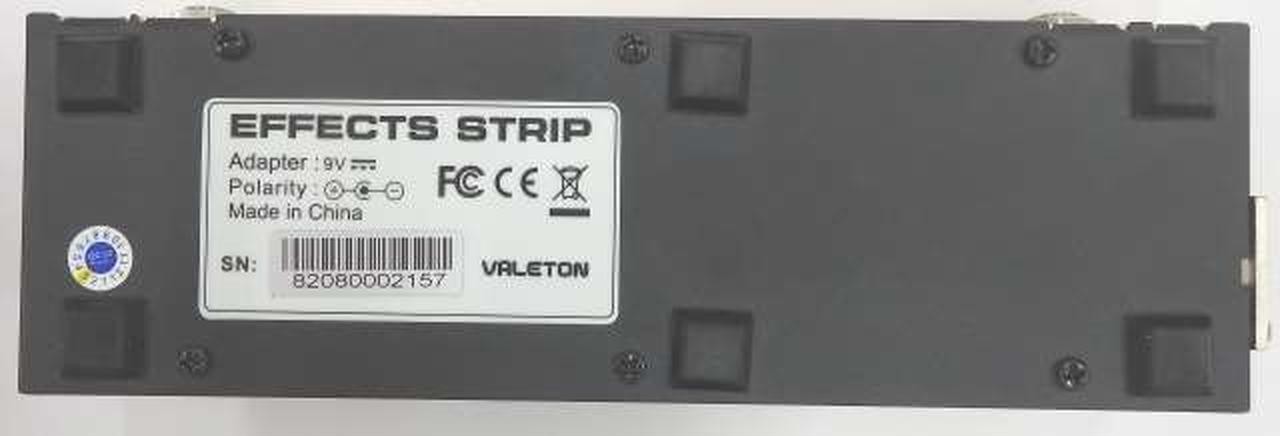 EFFECTS STRIP
Adapter : 9V
Polarity :
Made in China
FC CE
SN:
82080002157
VALETON